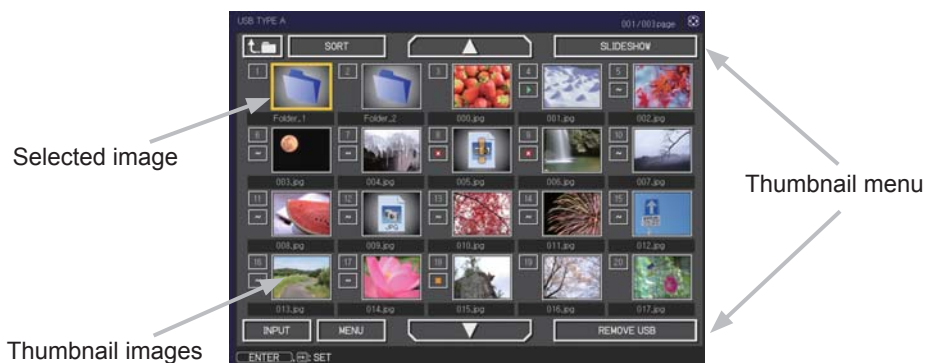 USB TYPE A 001/003page
SORT SLIDESHOW
1 2 3 4 5
Folder_1 Folder_2 000.jpg 001.jpg 002.jpg
6 7 8 9 10
003.jpg 004.jpg 005.jpg 006.jpg 007.jpg
11 12 13 14 15
JPG
008.jpg 009.jpg 010.jpg 011.jpg 012.jpg
16 17 18 19 20
013.jpg 014.jpg 015.jpg 016.jpg 017.jpg
INPUT MENU REMOVE USB
ENTER , : SET
Selected image
Thumbnail menu
Thumbnail images